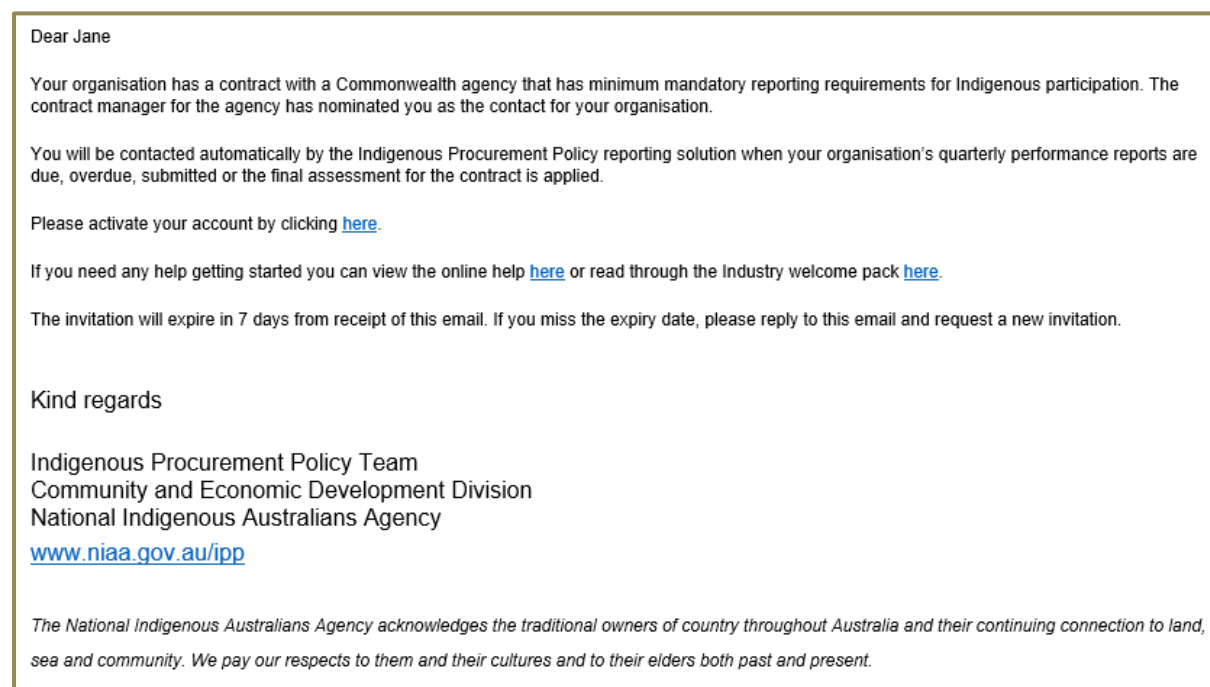 Dear Jane
Your organisation has a contract with a Commonwealth agency that has minimum mandatory reporting requirements for Indigenous participation. The
contract manager for the agency has nominated you as the contact for your organisation.
You will be contacted automatically by the Indigenous Procurement Policy reporting solution when your organisation's quarterly performance reports are
due, overdue, submitted or the final assessment for the contract is applied.
Please activate your account by clicking here.
If you need any help getting started you can view the online help here or read through the Industry welcome pack here.
The invitation will expire in 7 days from receipt of this email. If you miss the expiry date, please reply to this email and request a new invitation.
Kind regards
Indigenous Procurement Policy Team
Community and Economic Development Division
National Indigenous Australians Agency
www.niaa.gov.au/ipp
The National Indigenous Australians Agency acknowledges the traditional owners of country throughout Australia and their continuing connection to land,
sea and community. We pay our respects to them and their cultures and to their elders both past and present.